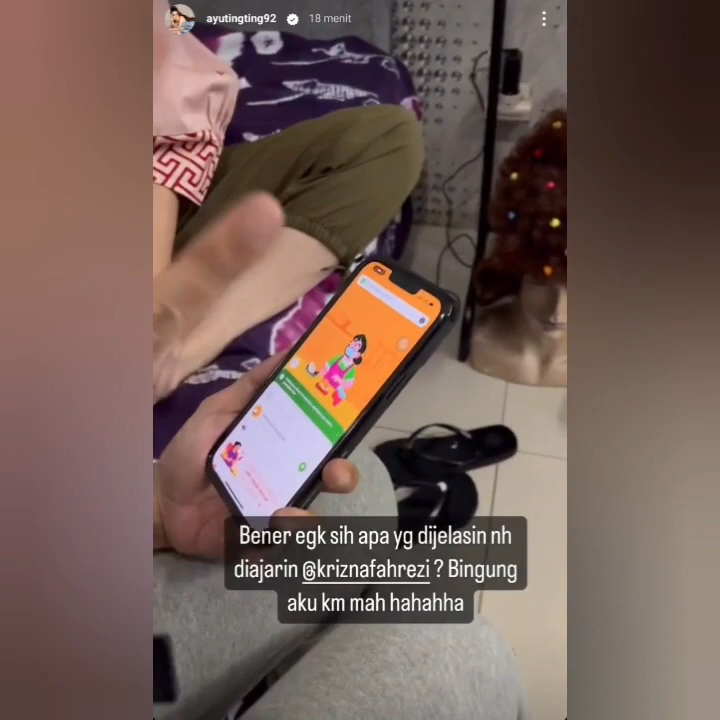 ayutingting92
18 menit
Bener egk sih apa yg dijelasin nh
diajarin @kriznafahrezi ? Bingung
aku km mah hahahha